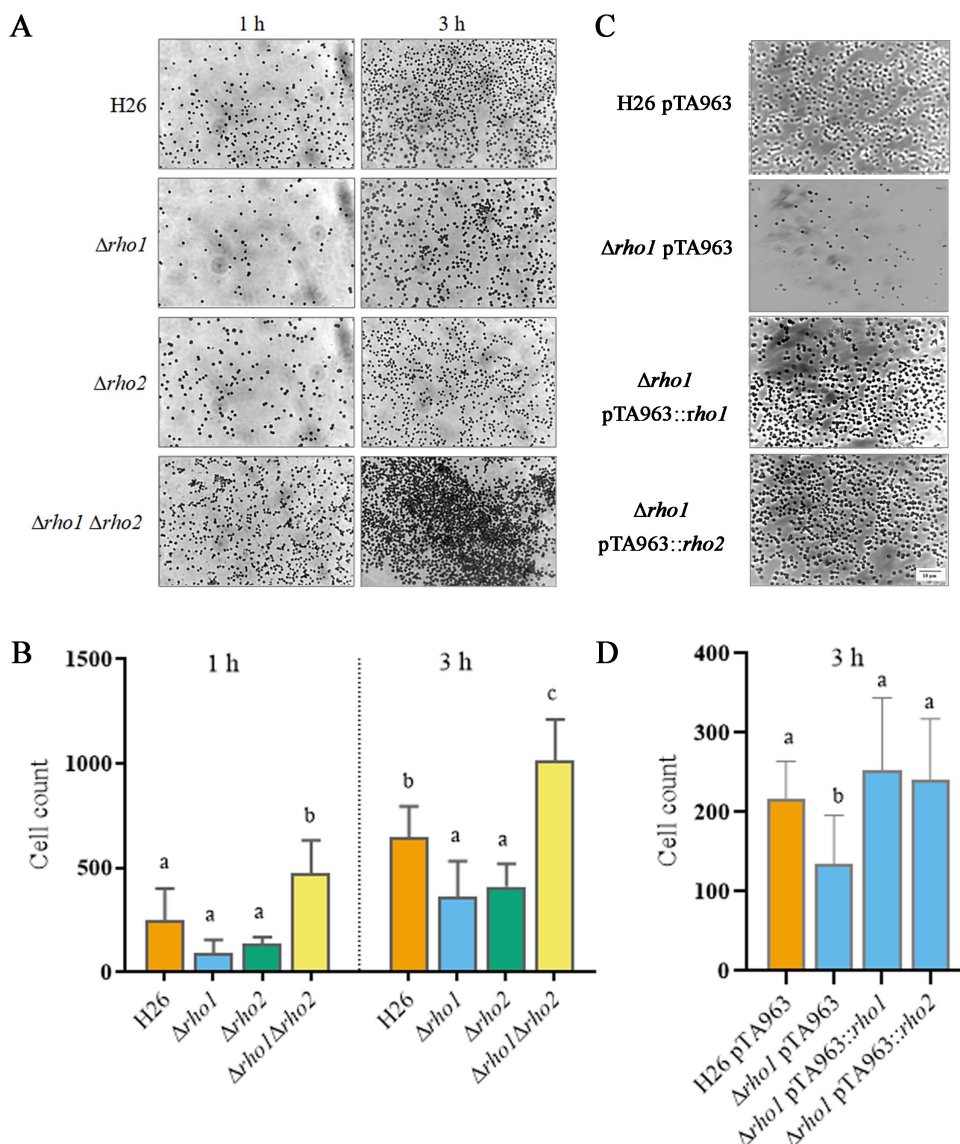 A
1 h
3 h
H26
Δrho1
Δrho2
Δrho1 Δrho2
C
H26 pTA963
Δrho1 pTA963
Δrho1
pTA963::rho1
Δrho1
pTA963::rho2
10 μm
B
1 h
3 h
Cell count
1500
1000
500
0
a
a
a
b
b
a
a
c
H26
Δrho1
Δrho2
Δrho1Δrho2
H26
Δrho1
Δrho2
Δrho1Δrho2
D
3 h
Cell count
400
300
200
100
0
a
b
a
a
H26 pTA963
Δrho1 pTA963
Δrho1 pTA963::rho1
Δrho1 pTA963::rho2